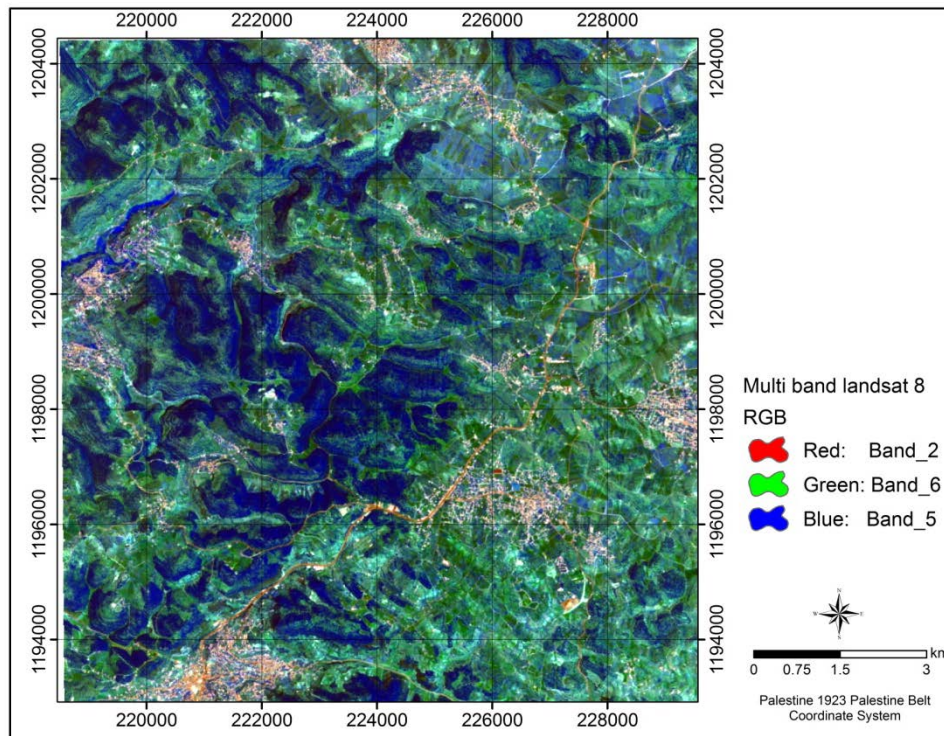 220000 222000 224000 226000 228000
1204000 1204000
1202000 1202000
1200000 1200000
1198000 1198000
1196000 1196000
1194000 1194000
220000 222000 224000 226000 228000
Multi band landsat 8
RGB
Red: Band_2
Green: Band_6
Blue: Band_5
N
W E
S
km
0 0.75 1.5 3
Palestine 1923 Palestine Belt
Coordinate System